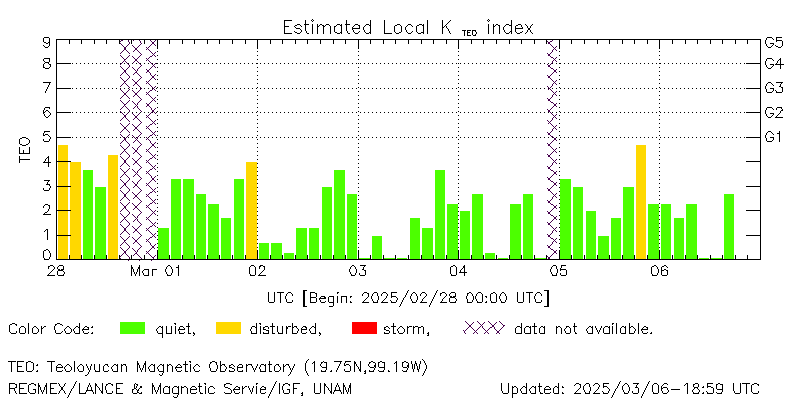 Estimated Local K TEO index
9 G5
8 G4
7 G3
6 G2
5 G1
TEO
4
3
2
1
0
28 Mar 01 02 03 04 05 06
UTC [Begin: 2025/02/28 00:00 UTC]
Color Code: quiet, disturbed, storm, data not available.
TEO: Teoloyucan Magnetic Observatory (19.75N,99.19W)
REGMEX/LANCE & Magnetic Servie/IGF, UNAM Updated: 2025/03/06-18:59 UTC